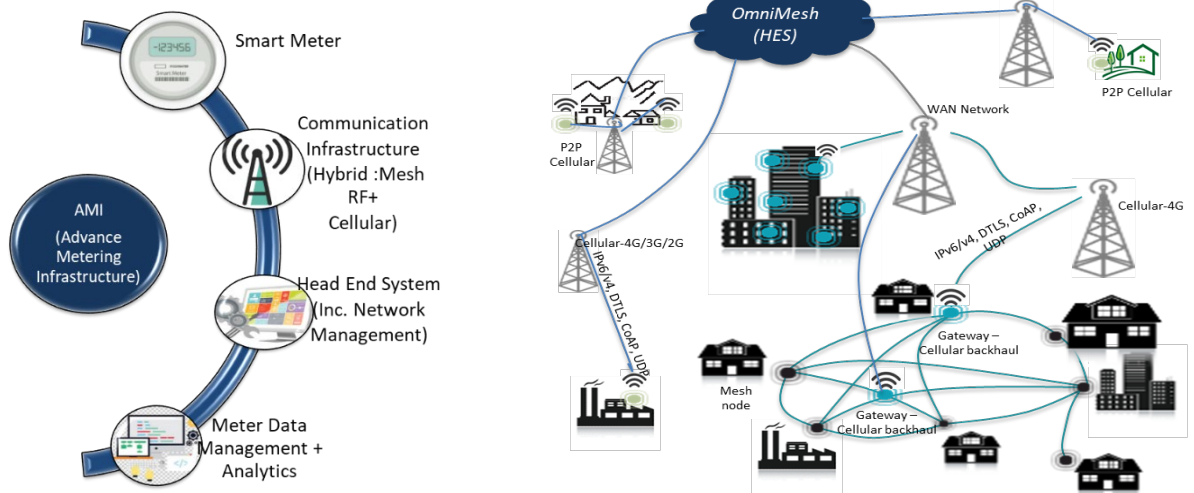 Smart Meter
-123456
Smart Meter
Communication
Infrastructure
(Hybrid :Mesh
RF+
Cellular)
AMI
(Advance
Metering
Infrastructure)
Head End System
(Inc. Network
Management)
Meter Data
Management +
Analytics
OmniMesh
(HES)
P2P Cellular
WAN Network
P2P
Cellular
Cellular-4G
Cellular-4G/3G/2G
IPv6/v4, DTLS, CoAP,
UDP
IPv6/v4, DTLS, CoAP, UDP
Gateway –
Cellular backhaul
Mesh
node
Gateway –
Cellular backhaul